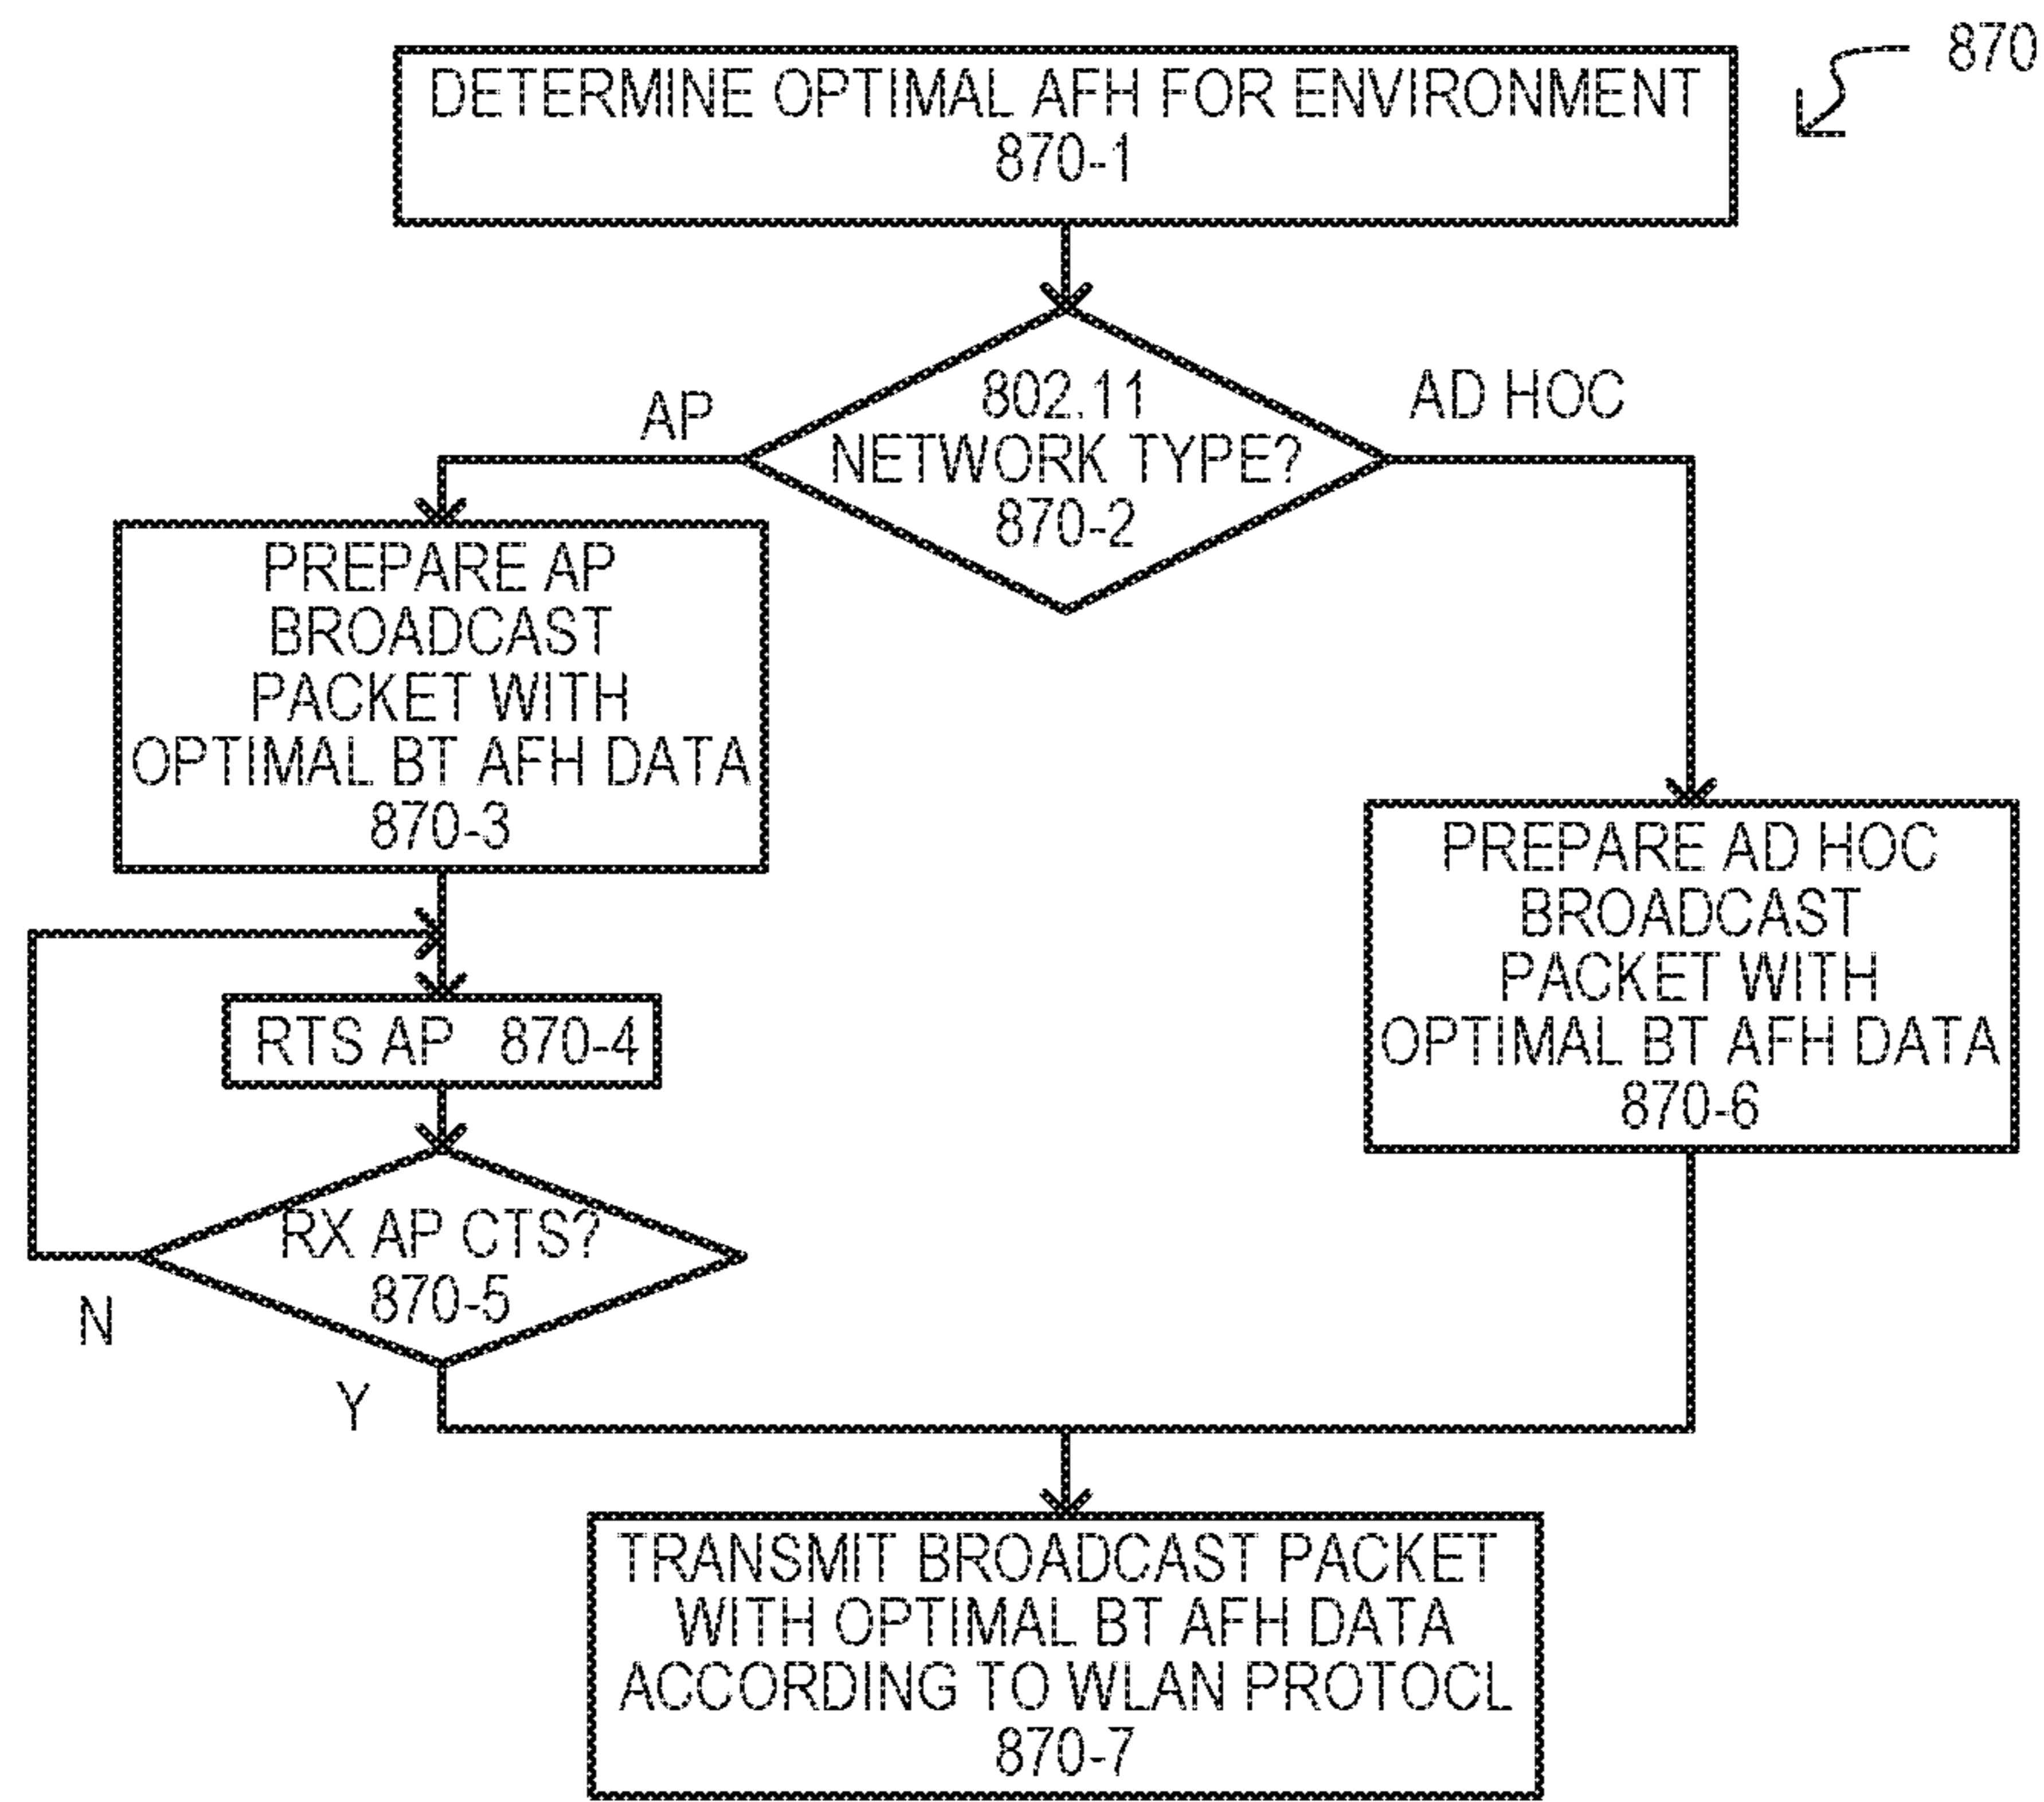 870
DETERMINE OPTIMAL AFH FOR ENVIRONMENT
870-1
802.11
NETWORK TYPE?
870-2
AP
AD HOC
PREPARE AP
BROADCAST
PACKET WITH
OPTIMAL BT AFH DATA
870-3
RTS AP 870-4
RX AP CTS?
870-5
N
Y
PREPARE AD HOC
BROADCAST
PACKET WITH
OPTIMAL BT AFH DATA
870-6
TRANSMIT BROADCAST PACKET
WITH OPTIMAL BT AFH DATA
ACCORDING TO WLAN PROTOCL
870-7